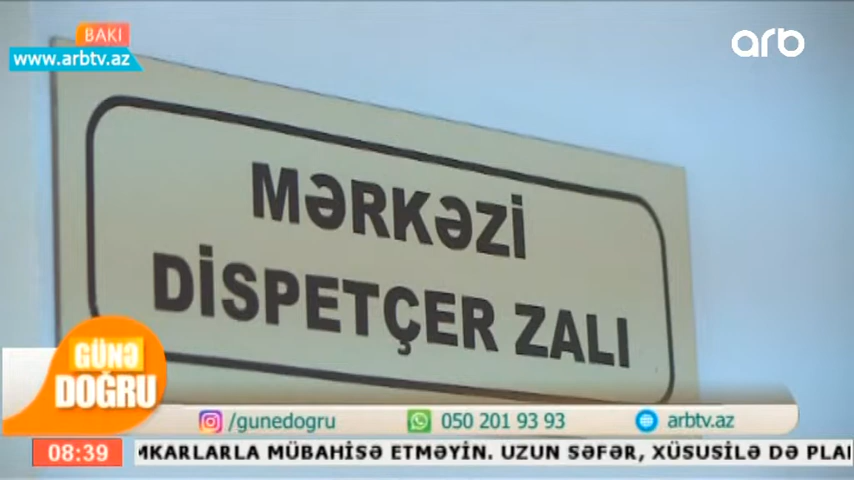 BAKI
www.arbtv.az
arb
MƏRKƏZİ
DİSPETÇER ZALI
GÜNƏ
DOĞRU
/gunedogru
050 201 93 93
arbtv.az
08:39
MKARLARLA MÜBAHİSƏ ETMƏYİN. UZUN SƏFƏR, XÜSUSİLƏ DƏ PLAN